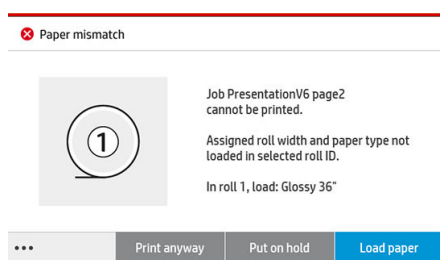 Paper mismatch
Job PresentationV6 page2
cannot be printed.
Assigned roll width and paper type not
loaded in selected roll ID.
In roll 1, load: Glossy 36"
1
Print anyway
Put on hold
Load paper